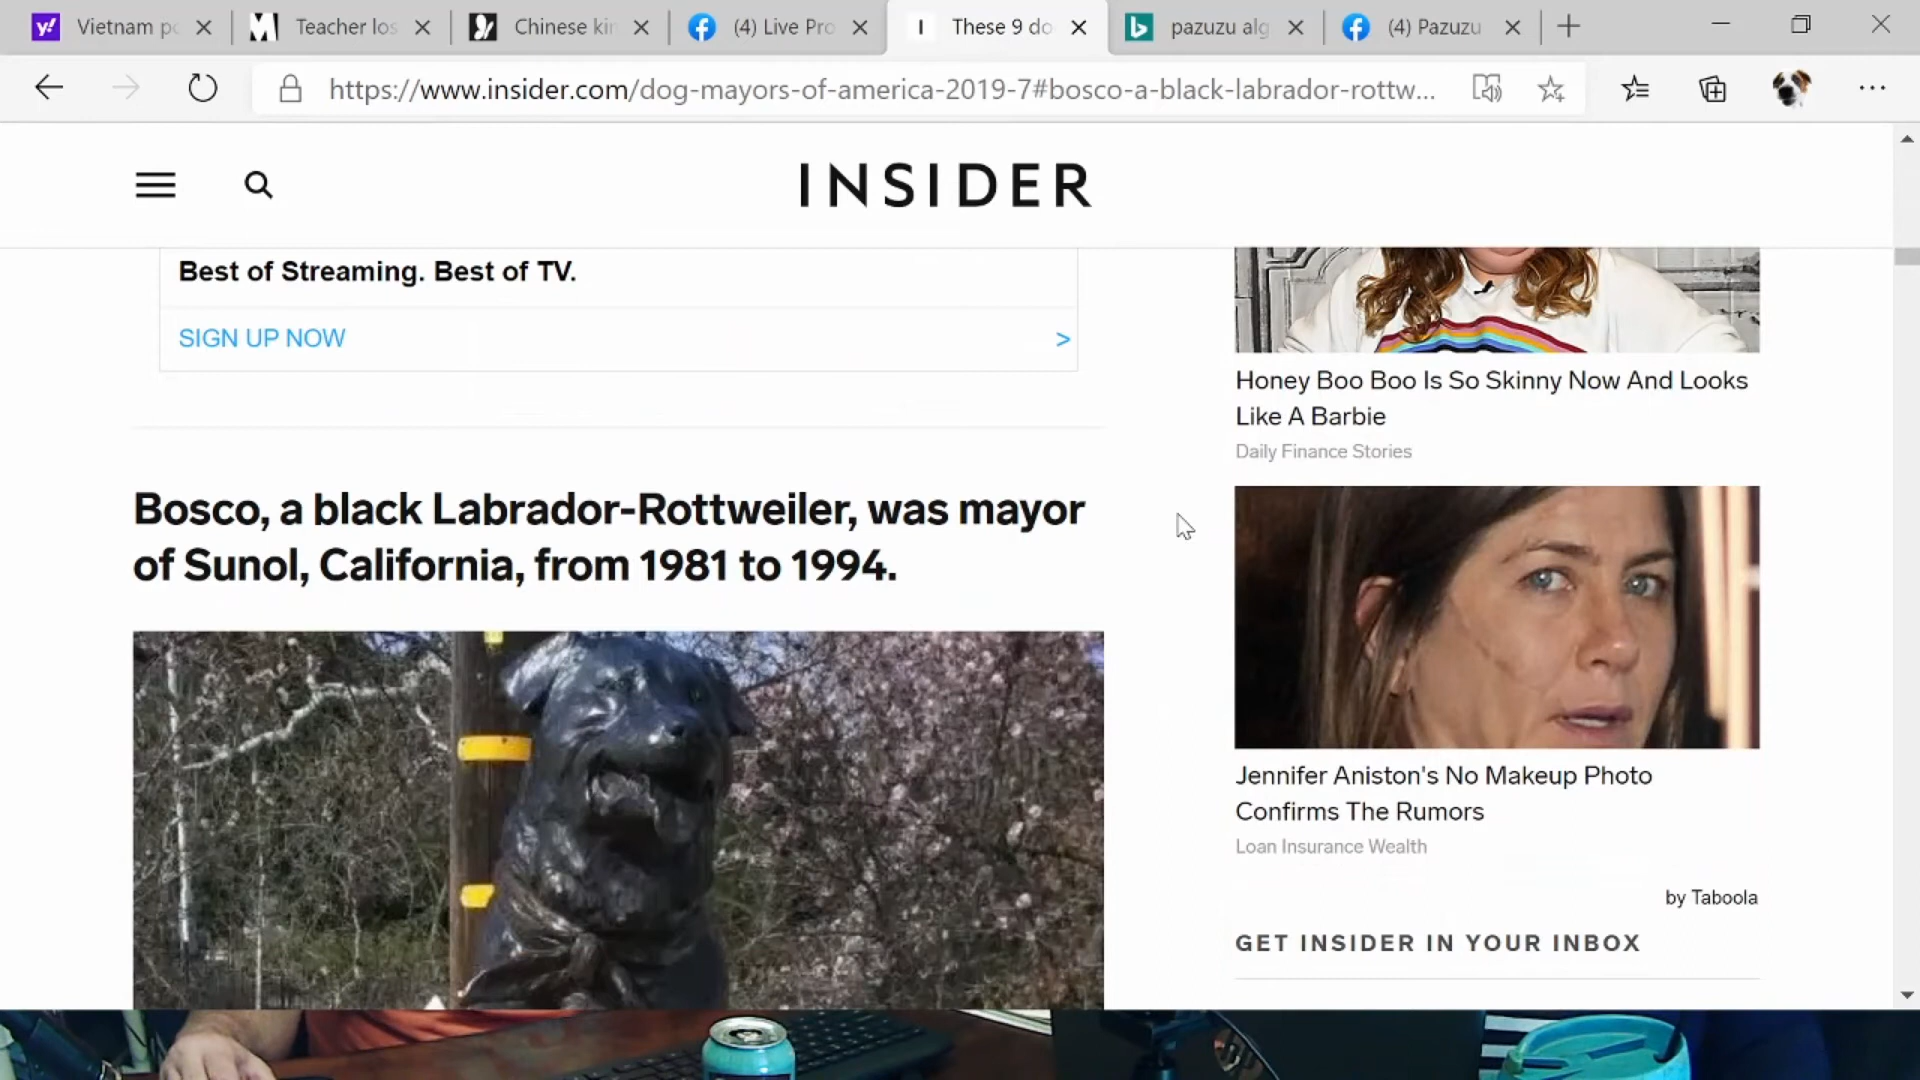 Vietnam po
Teacher los
Chinese kin
(4) Live Pro
These 9 do
pazuzu alg
(4) Pazuzu
https://www.insider.com/dog-mayors-of-america-2019-7#bosco-a-black-labrador-rottw...
INSIDER
Best of Streaming. Best of TV.
SIGN UP NOW >
Bosco, a black Labrador-Rottweiler, was mayor
of Sunol, California, from 1981 to 1994.
Honey Boo Boo Is So Skinny Now And Looks
Like A Barbie
Daily Finance Stories
Jennifer Aniston's No Makeup Photo
Confirms The Rumors
Loan Insurance Wealth
by Taboola
GET INSIDER IN YOUR INBOX